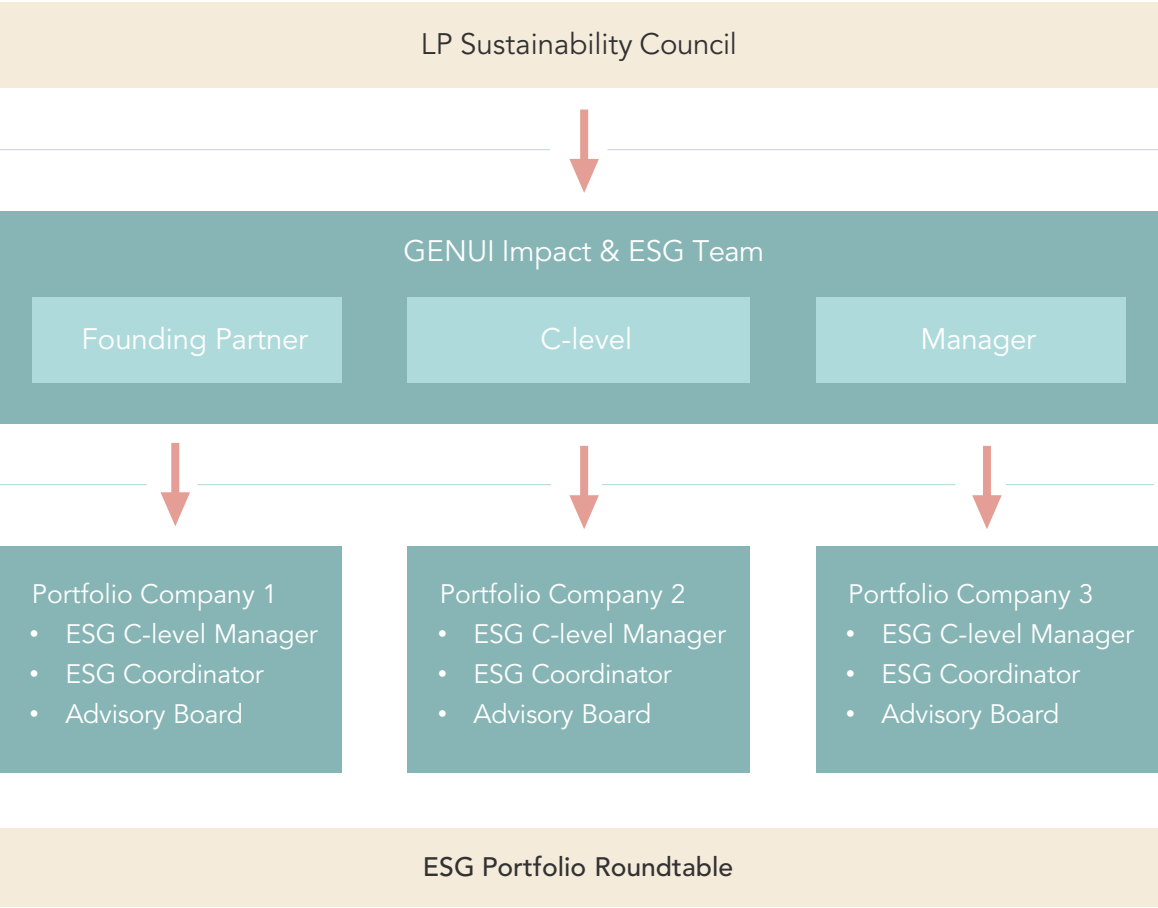 LP Sustainability Council
GENUI Impact & ESG Team
Founding Partner
C-level
Manager
Portfolio Company 1
• ESG C-level Manager
• ESG Coordinator
• Advisory Board
Portfolio Company 2
• ESG C-level Manager
• ESG Coordinator
• Advisory Board
Portfolio Company 3
• ESG C-level Manager
• ESG Coordinator
• Advisory Board
ESG Portfolio Roundtable